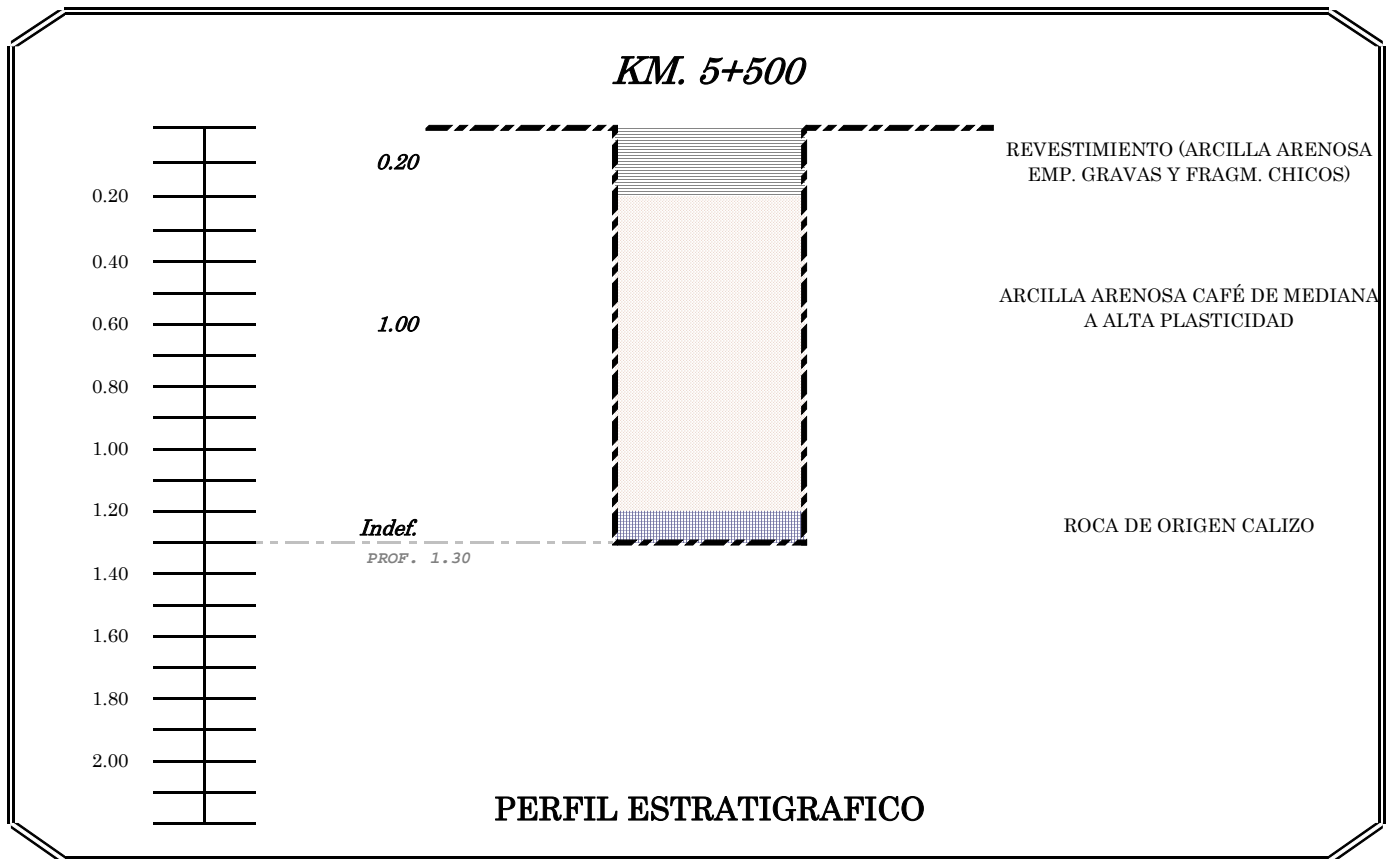 KM. 5+500
0.20
REVESTIMIENTO (ARCILLA ARENOSA
EMP. GRAVAS Y FRAGM. CHICOS)
0.20
0.40
ARCILLA ARENOSA CAFÉ DE MEDIANA
A ALTA PLASTICIDAD
0.60
1.00
0.80
1.00
1.20
Indef.
ROCA DE ORIGEN CALIZO
PROF. 1.30
1.40
1.60
1.80
2.00
PERFIL ESTRATIGRAFICO